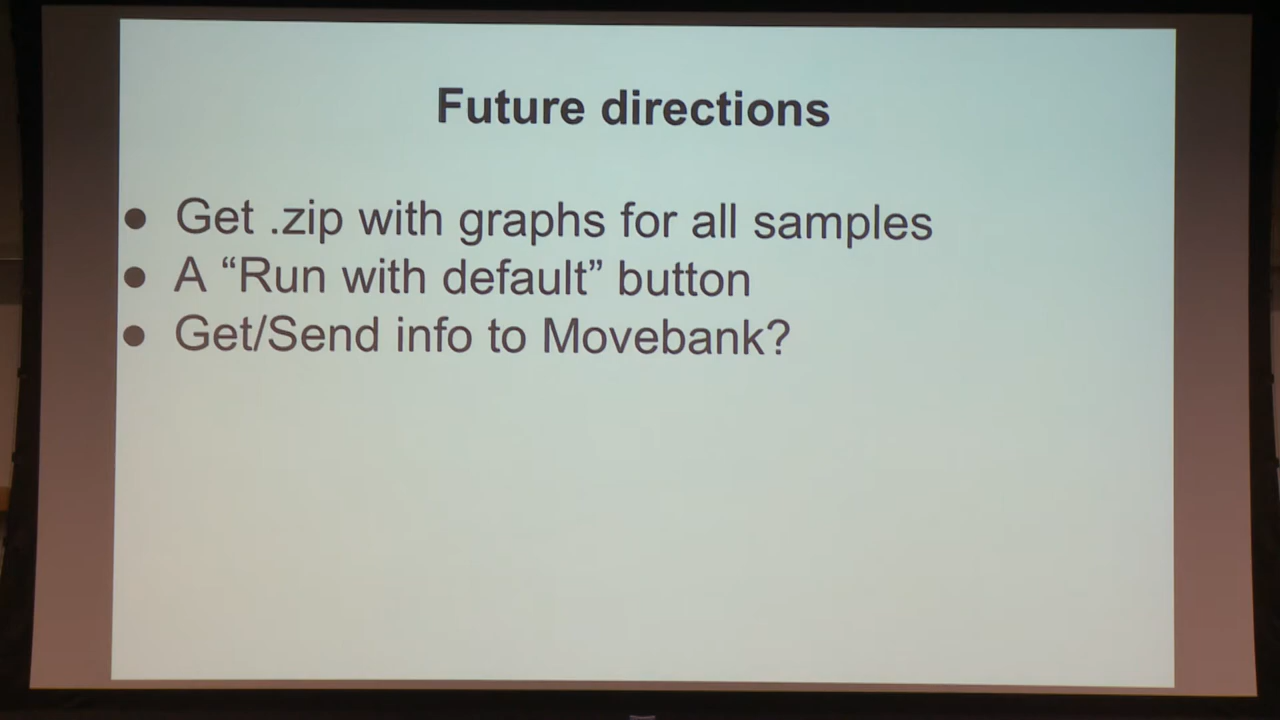 Future directions
● Get .zip with graphs for all samples
● A “Run with default” button
● Get/Send info to Movebank?